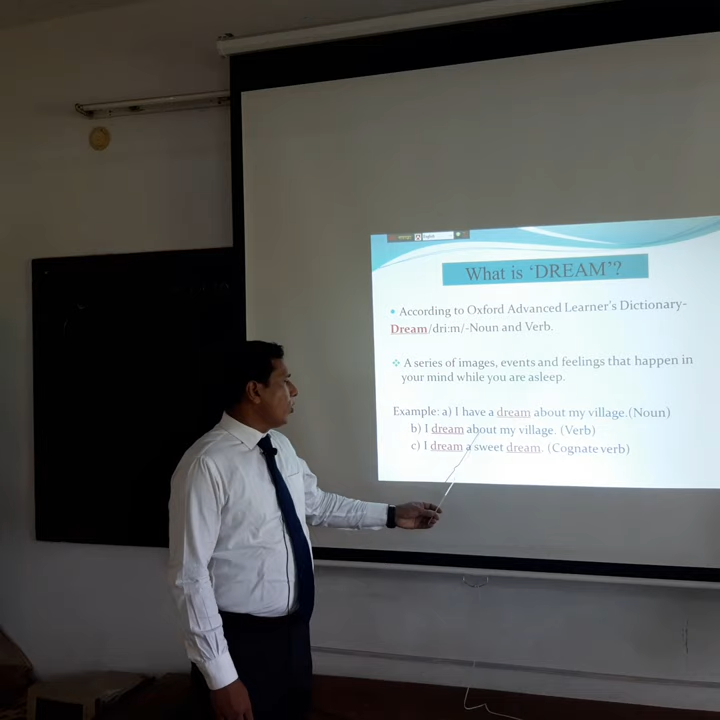 What is 'DREAM'?
According to Oxford Advanced Learner's Dictionary-
Dream/dri:m/-Noun and Verb.
A series of images, events and feelings that happen in
your mind while you are asleep.
Example: a) I have a dream about my village.(Noun)
b) I dream about my village. (Verb)
c) I dream a sweet dream. (Cognate verb)